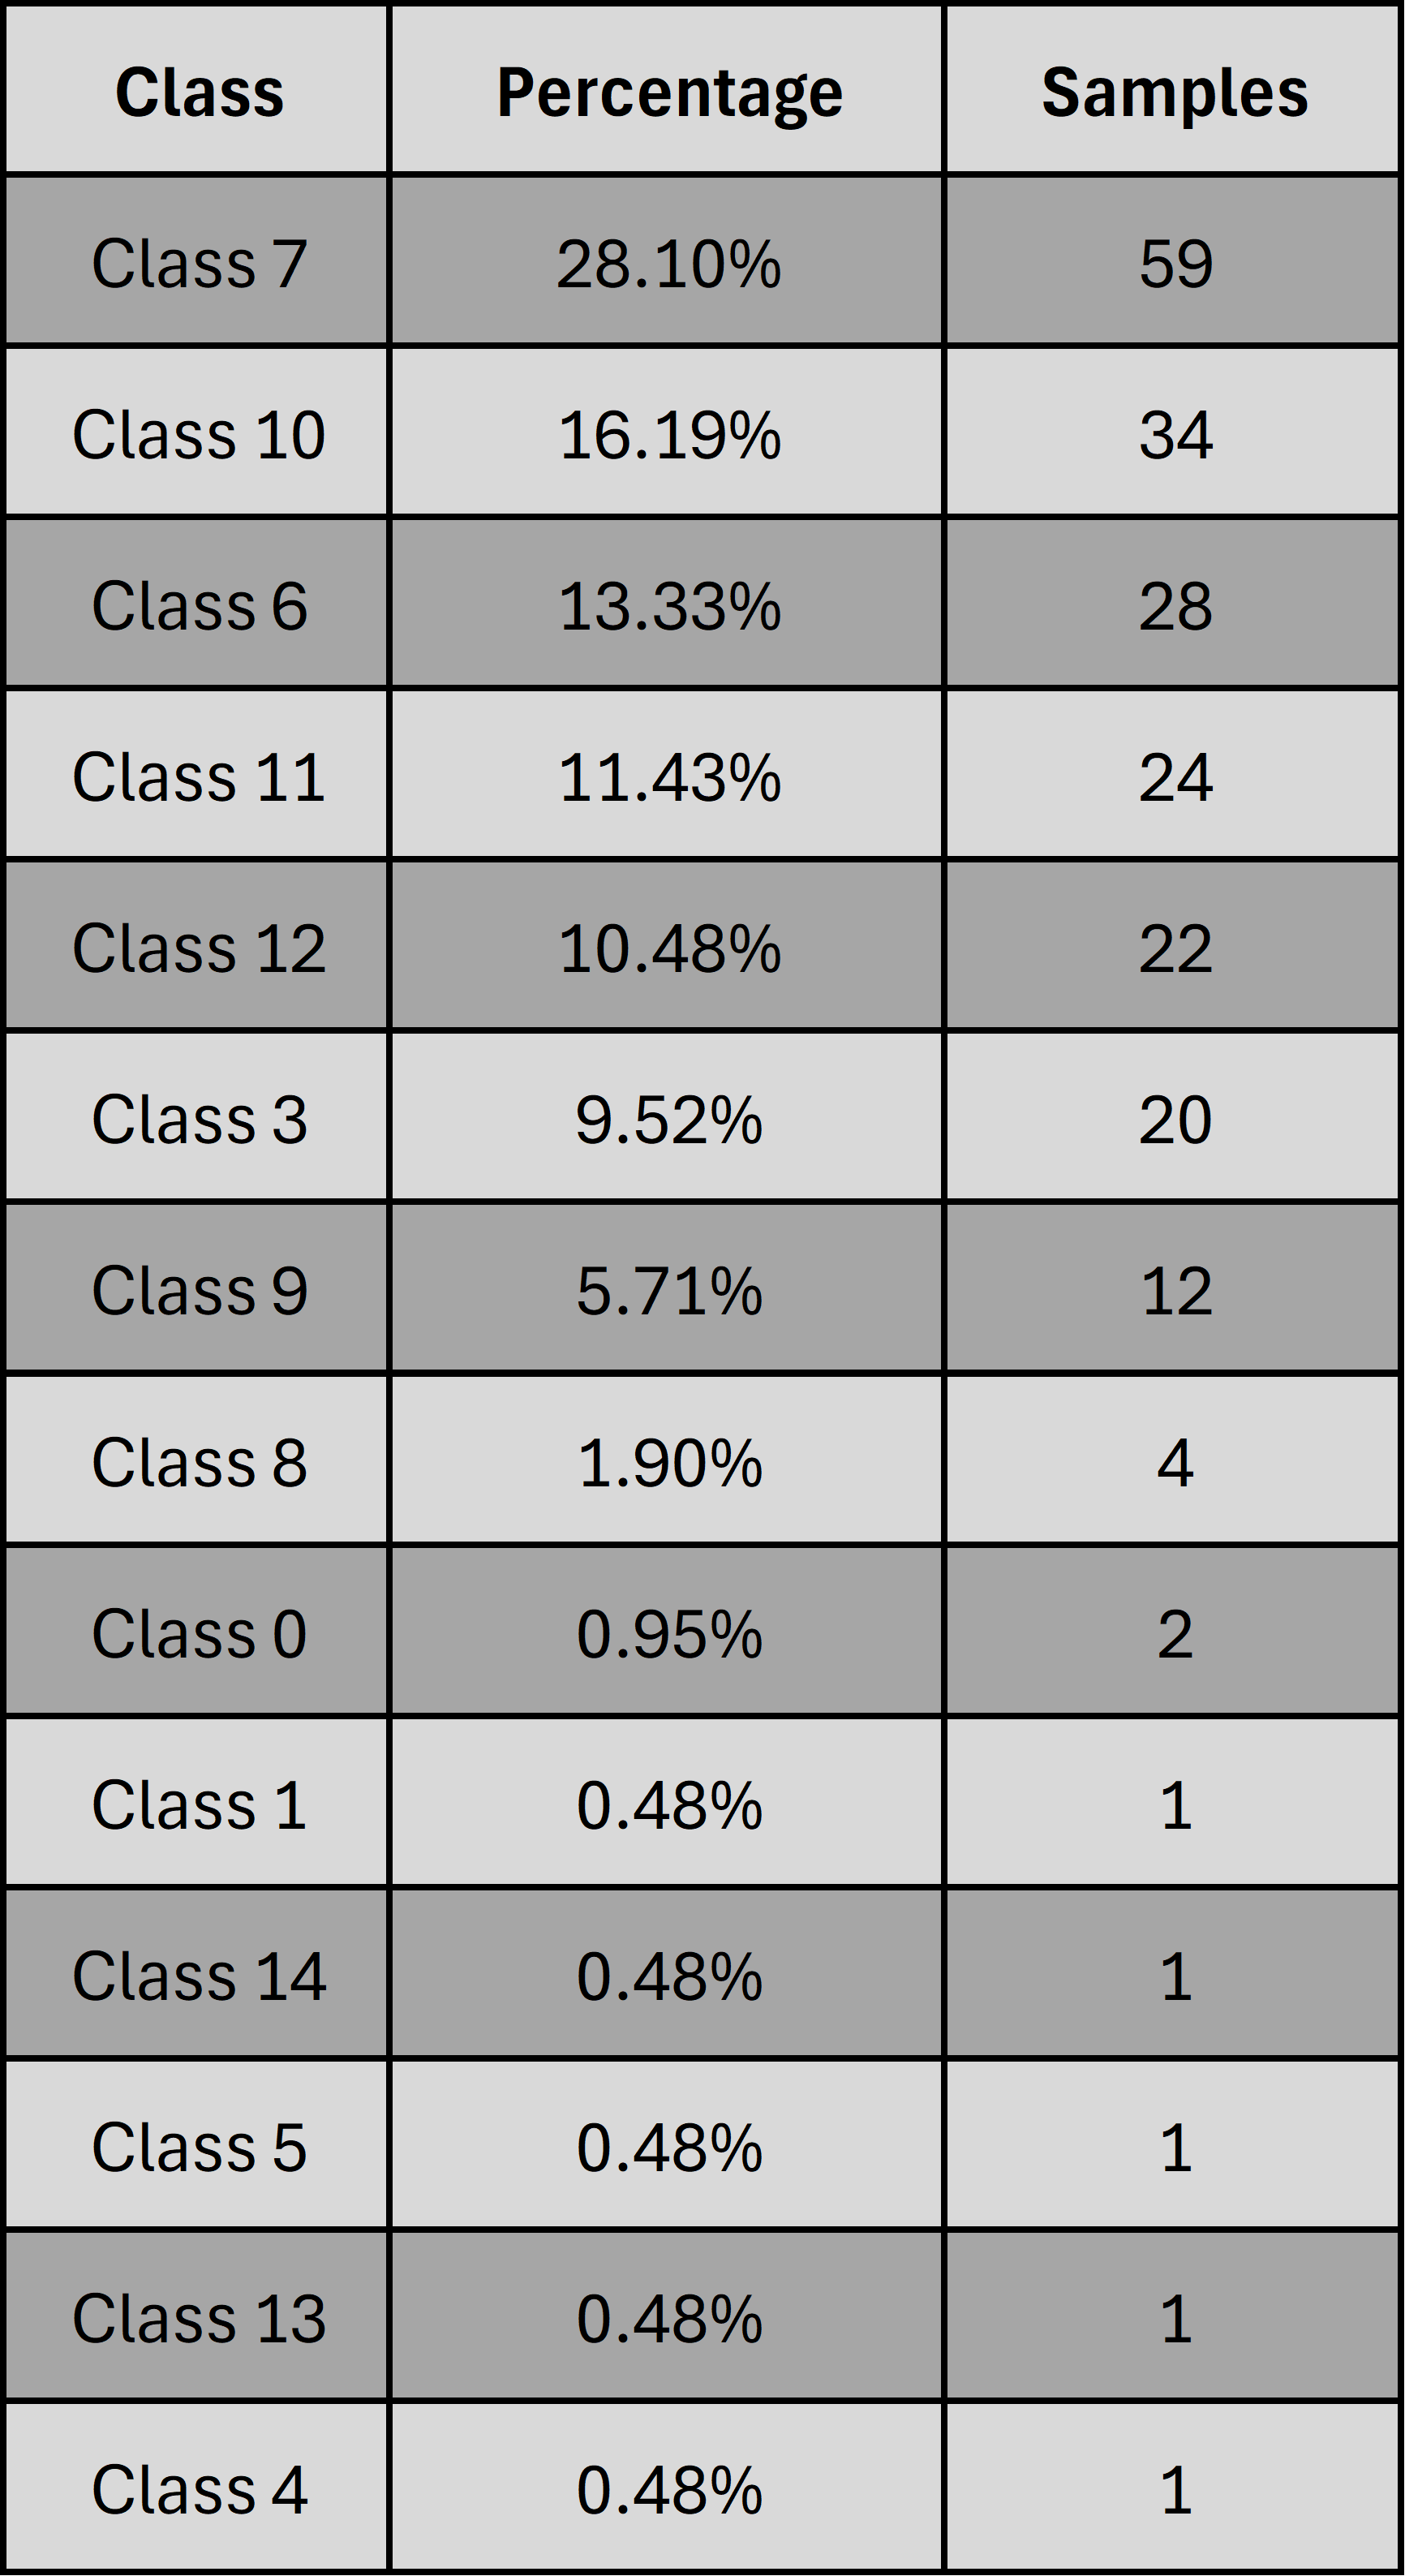 Class Percentage Samples
Class 7 28.10% 59
Class 10 16.19% 34
Class 6 13.33% 28
Class 11 11.43% 24
Class 12 10.48% 22
Class 3 9.52% 20
Class 9 5.71% 12
Class 8 1.90% 4
Class 0 0.95% 2
Class 1 0.48% 1
Class 14 0.48% 1
Class 5 0.48% 1
Class 13 0.48% 1
Class 4 0.48% 1